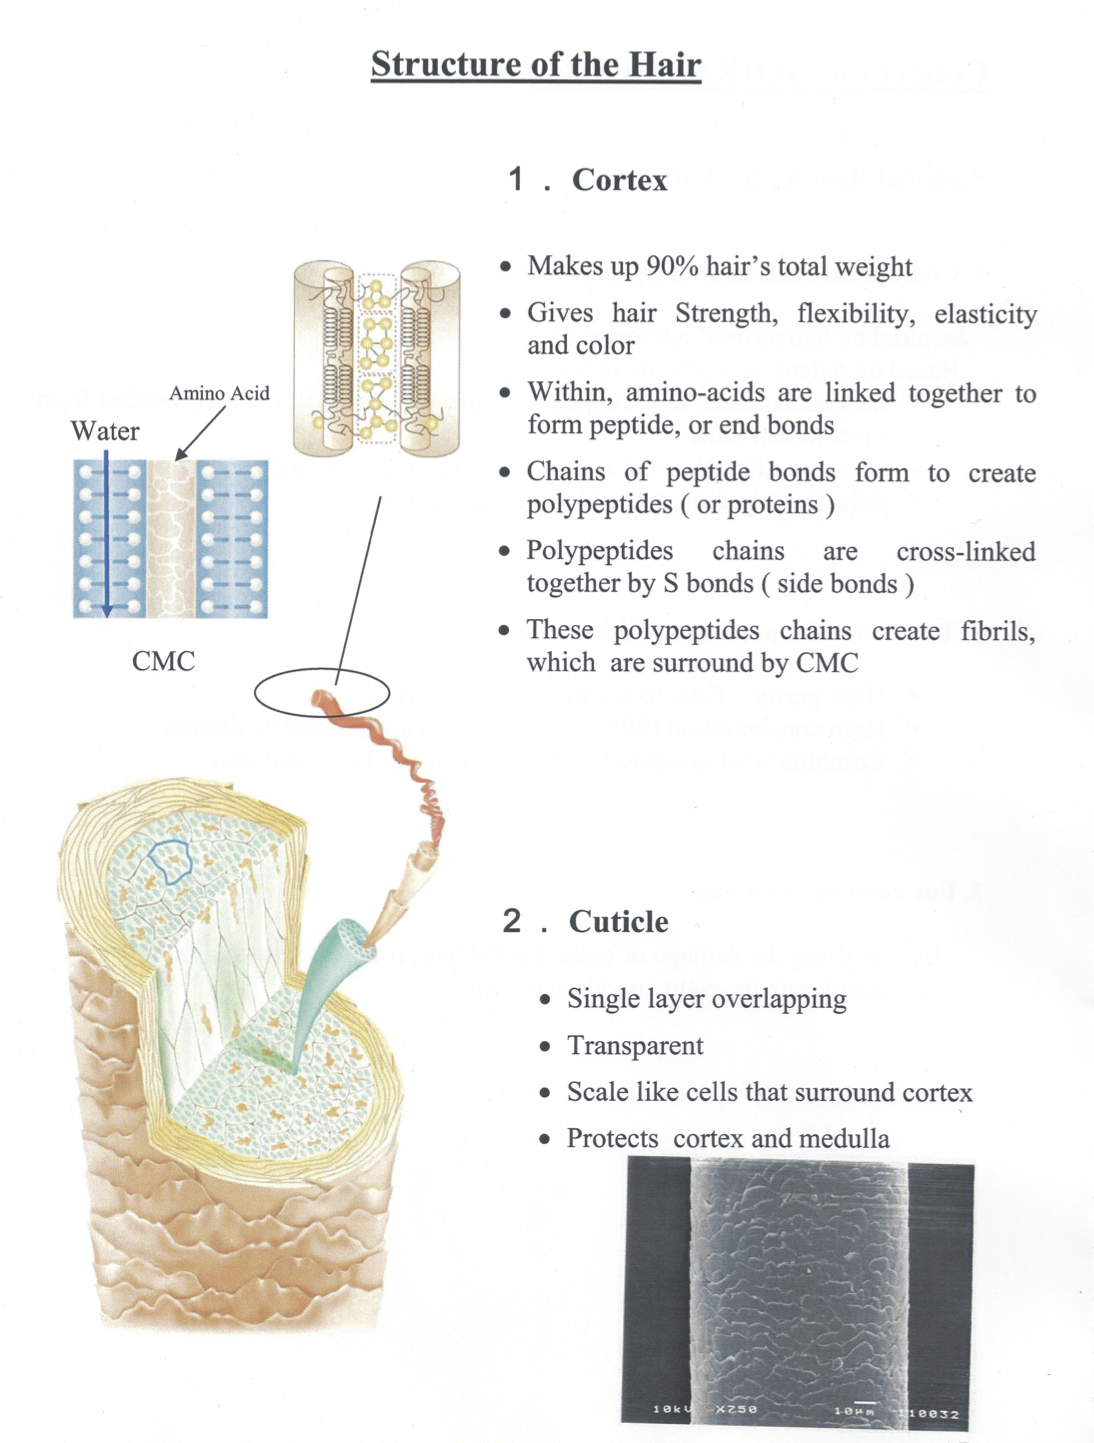 Structure of the Hair
1 . Cortex
• Makes up 90% hair's total weight
• Gives hair Strength, flexibility, elasticity
and color
• Within, amino-acids are linked together to
form peptide, or end bonds
• Chains of peptide bonds form to create
polypeptides ( or proteins )
• Polypeptides chains are cross-linked
together by S bonds ( side bonds )
• These polypeptides chains create fibrils,
which are surround by CMC
Amino Acid
Water
CMC
2 . Cuticle
• Single layer overlapping
• Transparent
• Scale like cells that surround cortex
• Protects cortex and medulla
10kV X750 10µm 10032